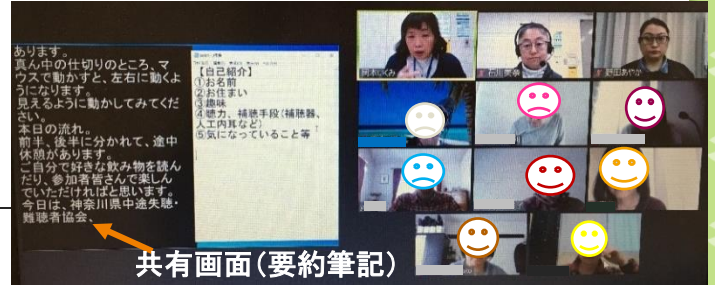 あります。
真ん中の仕切りのところ、マ
ウスで動かすと、左右に動くよ
うになります。
見えるように動かしてみてくだ
さい。
本日の流れ。
前半、後半に分かれて、途中
休憩があります。
ご自分で好きな飲み物を読ん
だり、参加者皆さんで楽しん
でいただければと思います。
今日は、神奈川県中途失聴・
難聴者協会、
【自己紹介】
①お名前
②お住まい
③趣味
④聴力、補聴手段(補聴器、
人工内耳など)
⑤気になっていること等
共有画面(要約筆記)